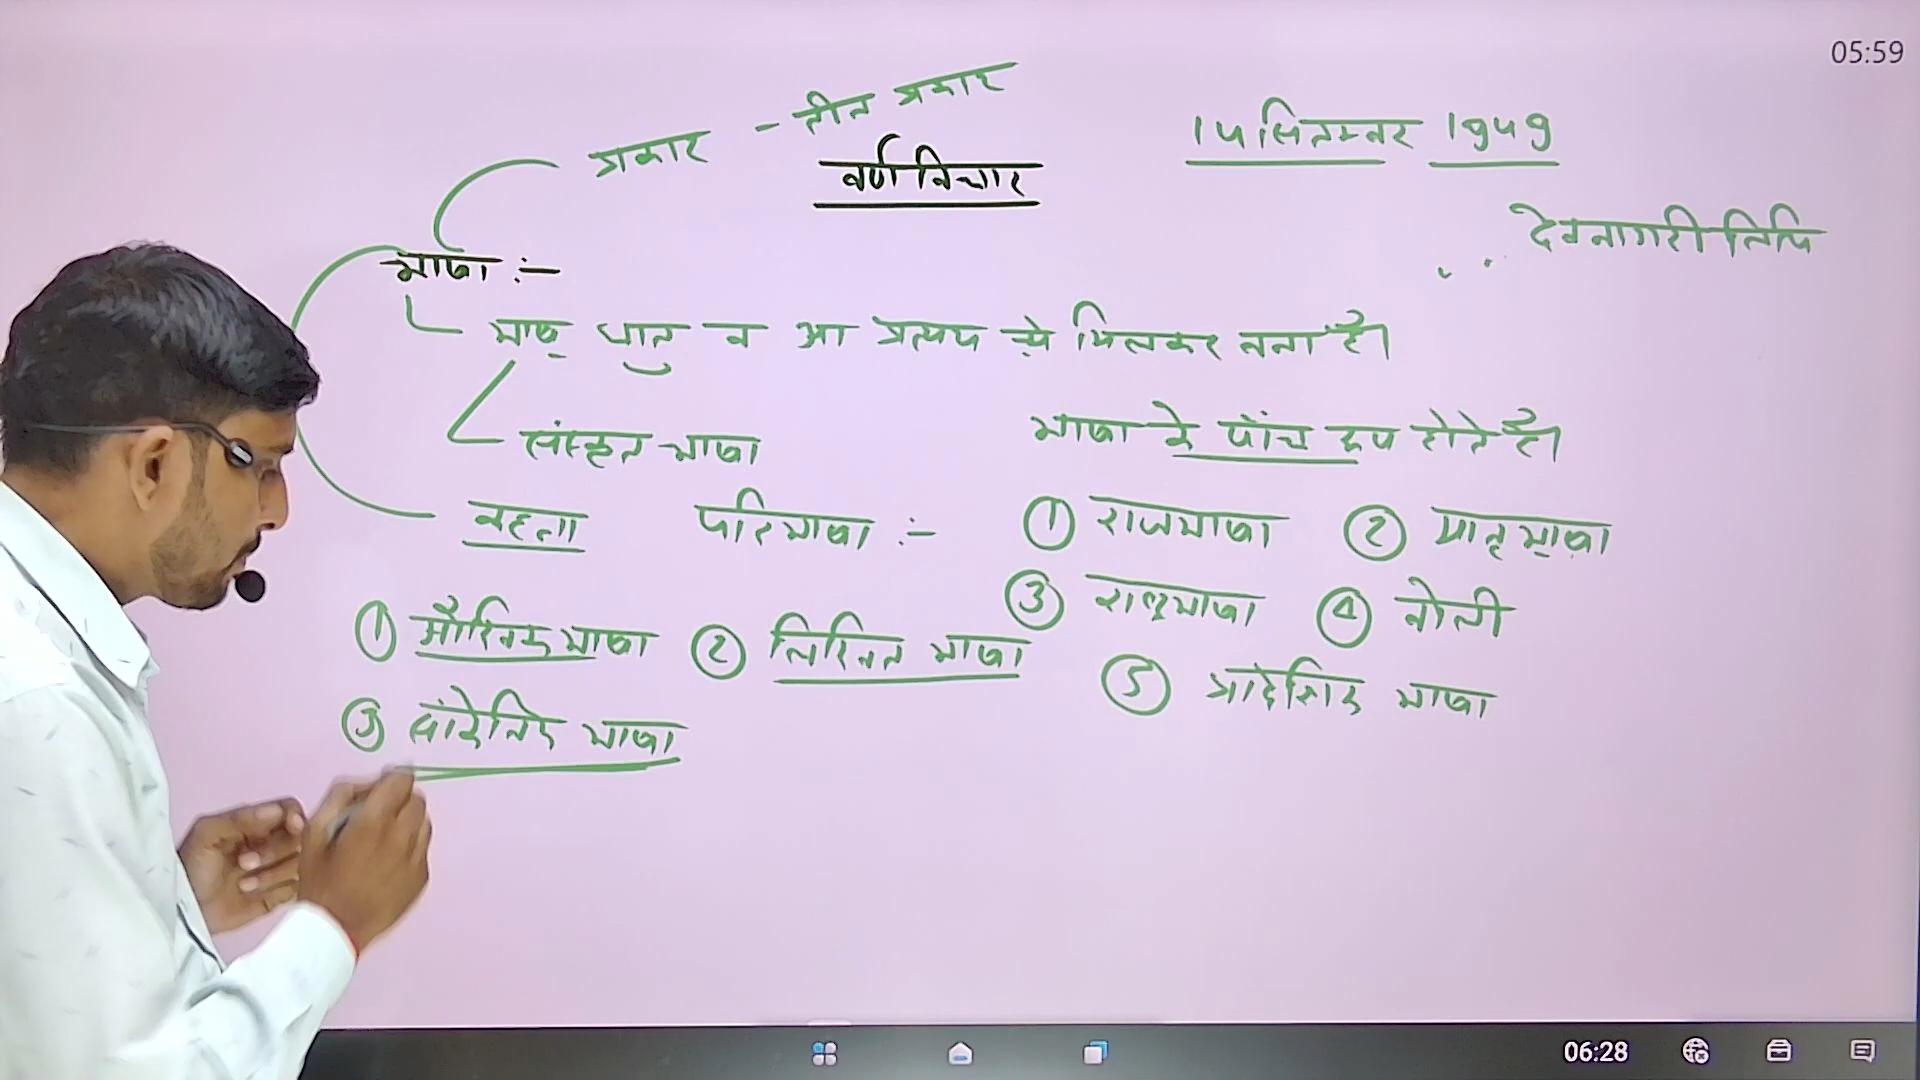 05:59
प्रकार - तीन प्रकार
वर्ण विचार
14 सितम्बर 1949
देवनागरी लिपि
भाषा :-
भाष् धातु व आ प्रत्यय से मिलकर बना है।
संस्कृत भाषा
भाषा के पाँच रूप होते है।
कहना परिभाषा :-
① राजभाषा ② मातृभाषा
③ राष्ट्रभाषा ④ बोली
⑤ प्रादेशिक भाषा
① मौखिक भाषा ② लिखित भाषा
③ सांकेतिक भाषा
06:28